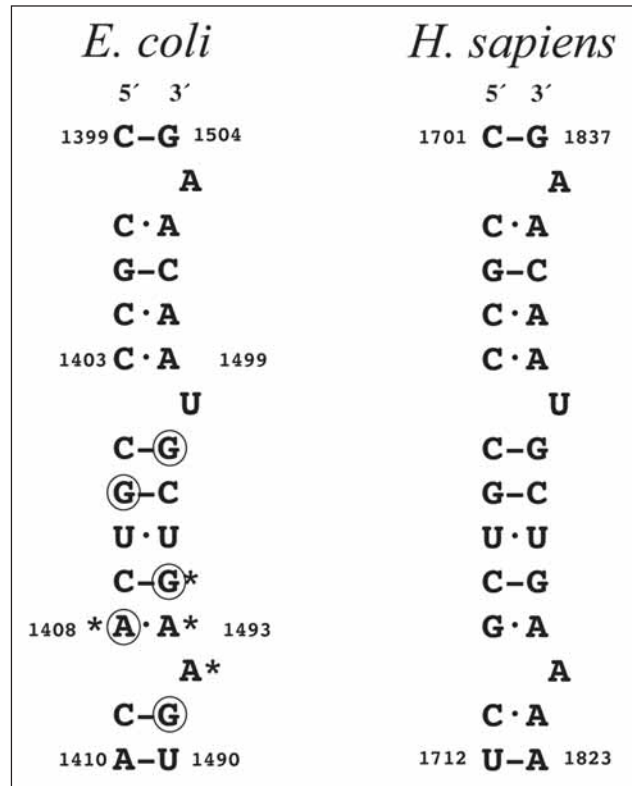 E. coli H. sapiens
5´ 3´ 5´ 3´
1399 C–G 1504 1701 C–G 1837
A A
C·A C·A
G–C G–C
C·A C·A
1403 C·A 1499 C·A
U U
C–G C–G
G–C G–C
U·U U·U
C–G* C–G
1408 *A·A* 1493 G·A
A* A
C–G C·A
1410 A–U 1490 1712 U–A 1823